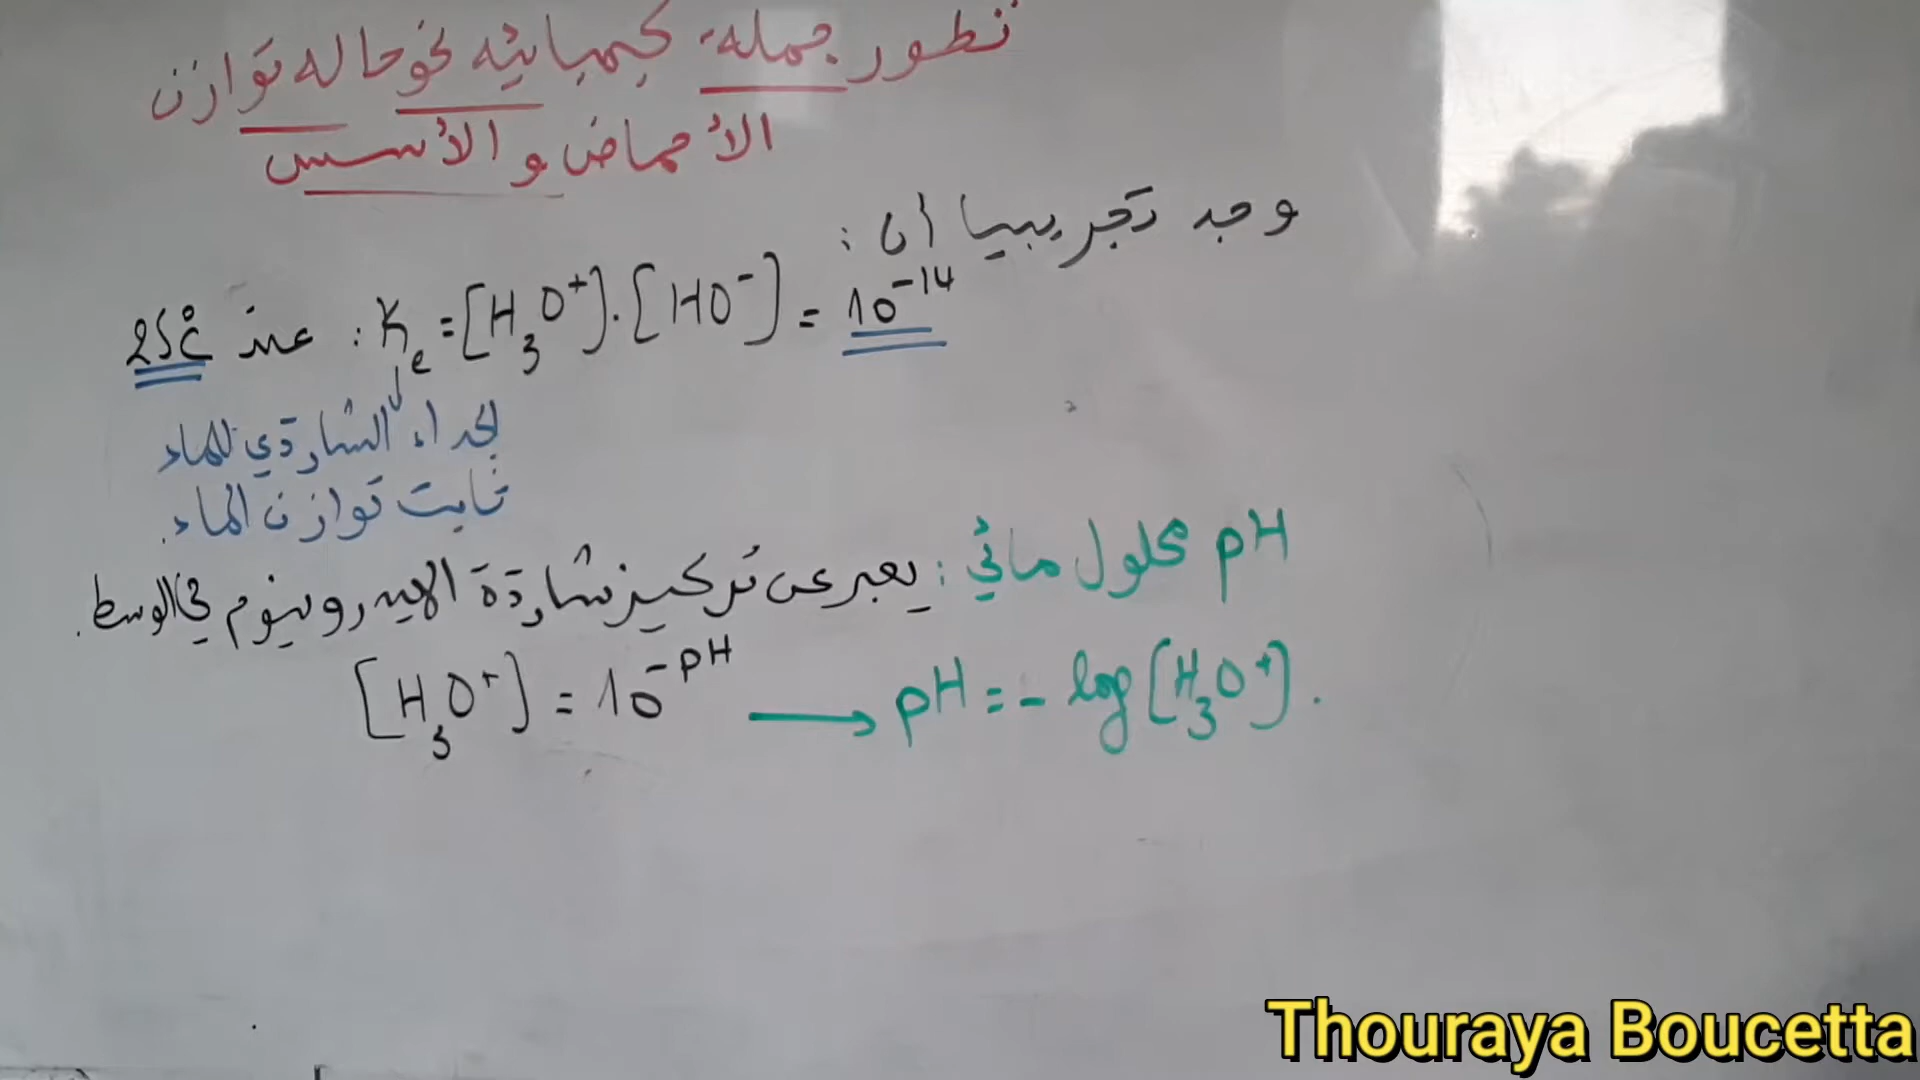 تطور جملة كيميائية نحو حالة توازن
الأحماض و الأسس
وجد تجريبيا أن :
عند 25°C : Ke = [H3O+].[HO-] = 10^-14
الجداء الشاردي للماء
ثابت توازن الماء.
pH محلول مائي : يعبر عن تركيز شاردة الهيدرونيوم في الوسط.
[H3O+] = 10^-pH → pH = - log [H3O+].
Thouraya Boucetta